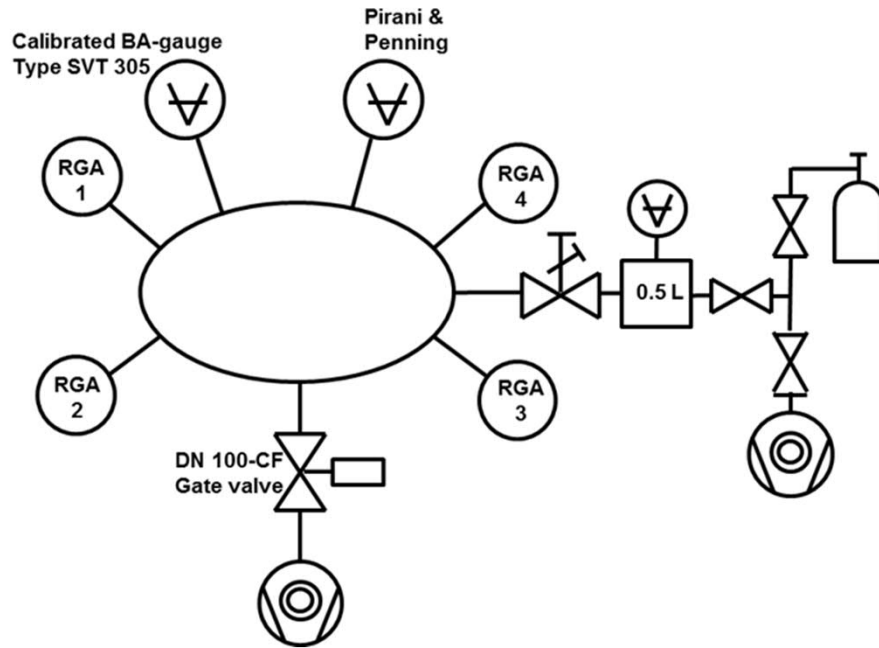 Calibrated BA-gauge
Type SVT 305
Pirani &
Penning
RGA
1
RGA
4
0.5 L
RGA
2
RGA
3
DN 100-CF
Gate valve